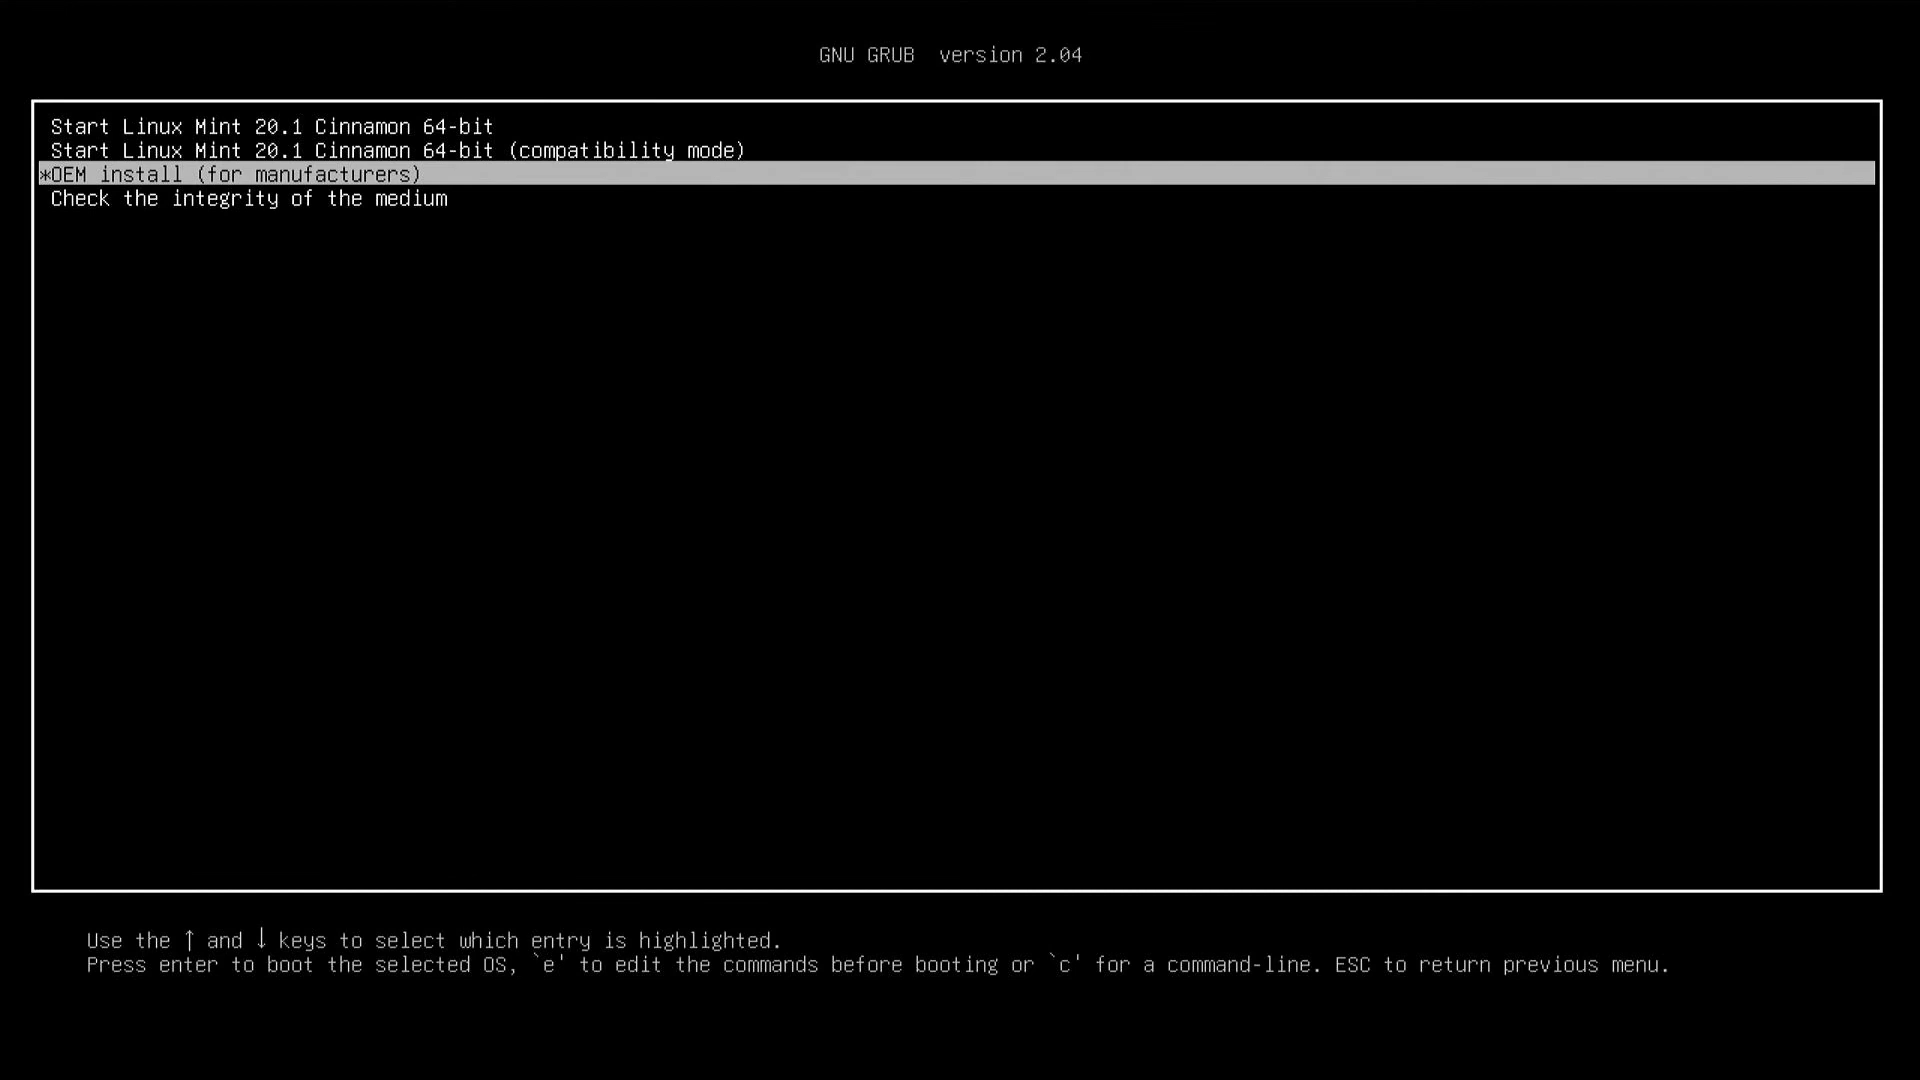 GNU GRUB  version 2.04
Start Linux Mint 20.1 Cinnamon 64-bit
Start Linux Mint 20.1 Cinnamon 64-bit (compatibility mode)
*OEM install (for manufacturers)
Check the integrity of the medium
Use the ↑ and ↓ keys to select which entry is highlighted.
Press enter to boot the selected OS, `e' to edit the commands before booting or `c' for a command-line. ESC to return previous menu.